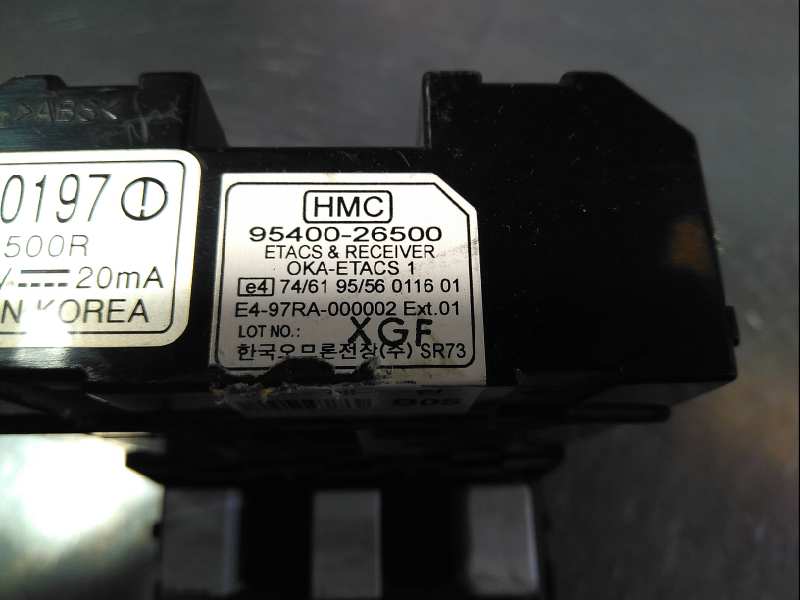 >ABS<
0197
500R
20mA
N KOREA
HMC
95400-26500
ETACS & RECEIVER
OKA-ETACS 1
e4 74/61 95/56 0116 01
E4-97RA-000002 Ext.01
LOT NO.: XGF
한국오므론전장(주) SR73
B0S